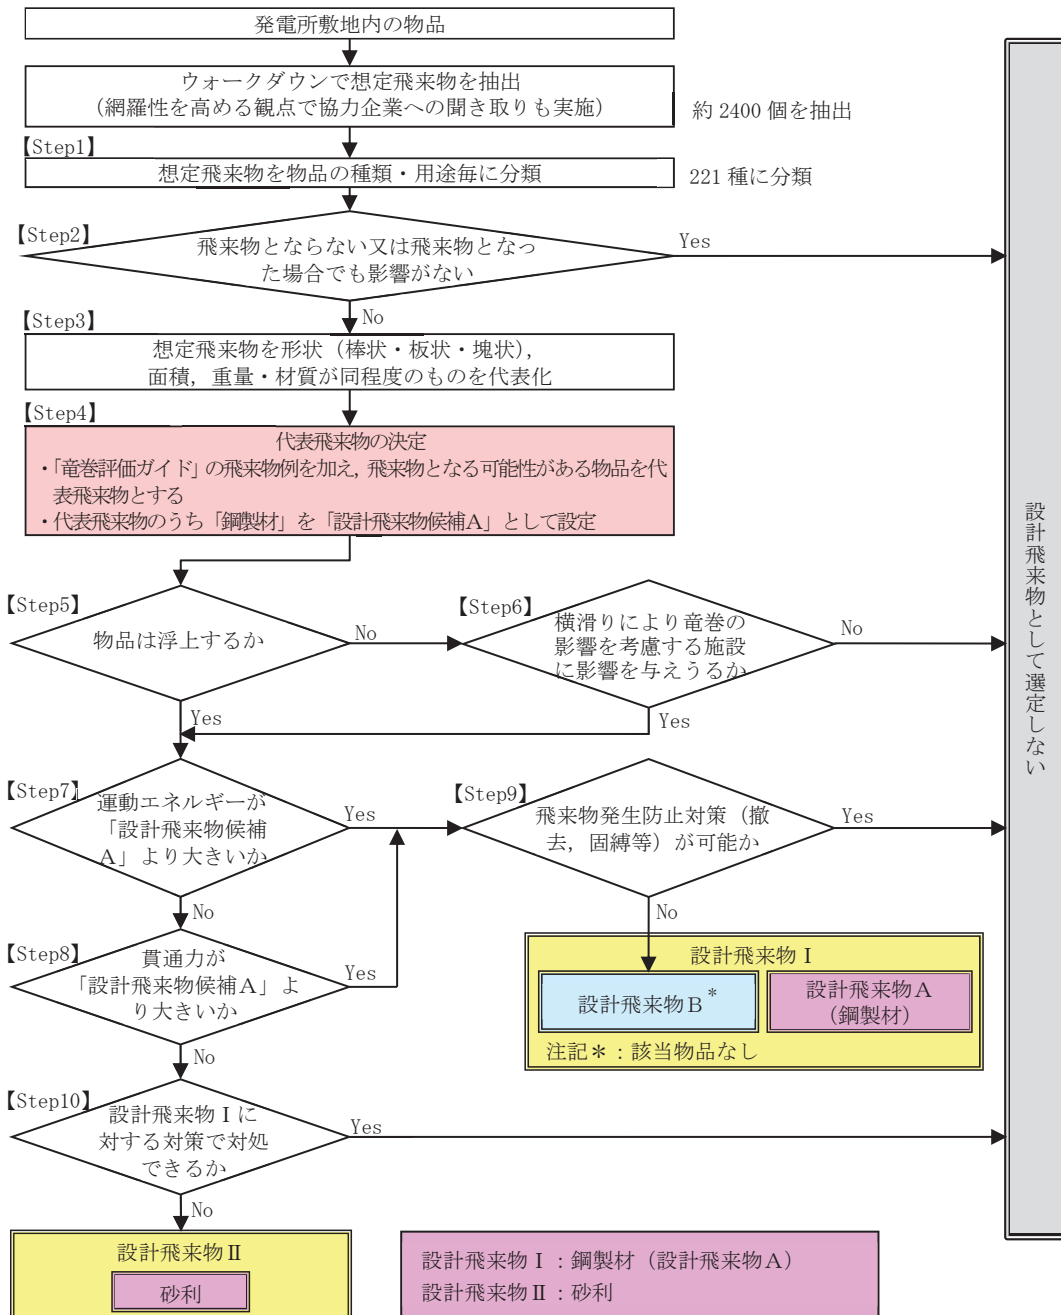 発電所敷地内の物品
ウォークダウンで想定飛来物を抽出
（網羅性を高める観点で協力企業への聞き取りも実施）
約 2400 個を抽出
【Step1】
想定飛来物を物品の種類・用途毎に分類
221 種に分類
【Step2】
飛来物とならない又は飛来物となっ
た場合でも影響がない
Yes
No
【Step3】
想定飛来物を形状（棒状・板状・塊状），
面積，重量・材質が同程度のものを代表化
【Step4】
代表飛来物の決定
・「竜巻評価ガイド」の飛来物例を加え，飛来物となる可能性がある物品を代
表飛来物とする
・代表飛来物のうち「鋼製材」を「設計飛来物候補Ａ」として設定
【Step5】
物品は浮上するか
No
Yes
【Step6】
横滑りにより竜巻の
影響を考慮する施設
に影響を与えうるか
No
Yes
【Step7】
運動エネルギーが
「設計飛来物候補
Ａ」より大きいか
Yes
No
【Step9】
飛来物発生防止対策（撤
去，固縛等）が可能か
Yes
No
【Step8】
貫通力が
「設計飛来物候補Ａ」よ
り大きいか
Yes
No
設計飛来物Ⅰ
設計飛来物Ｂ＊
設計飛来物Ａ
（鋼製材）
注記＊：該当物品なし
【Step10】
設計飛来物Ⅰに
対する対策で対処
できるか
Yes
No
設計飛来物Ⅱ
砂利
設計飛来物Ⅰ：鋼製材（設計飛来物Ａ）
設計飛来物Ⅱ：砂利
設計飛来物として選定しない